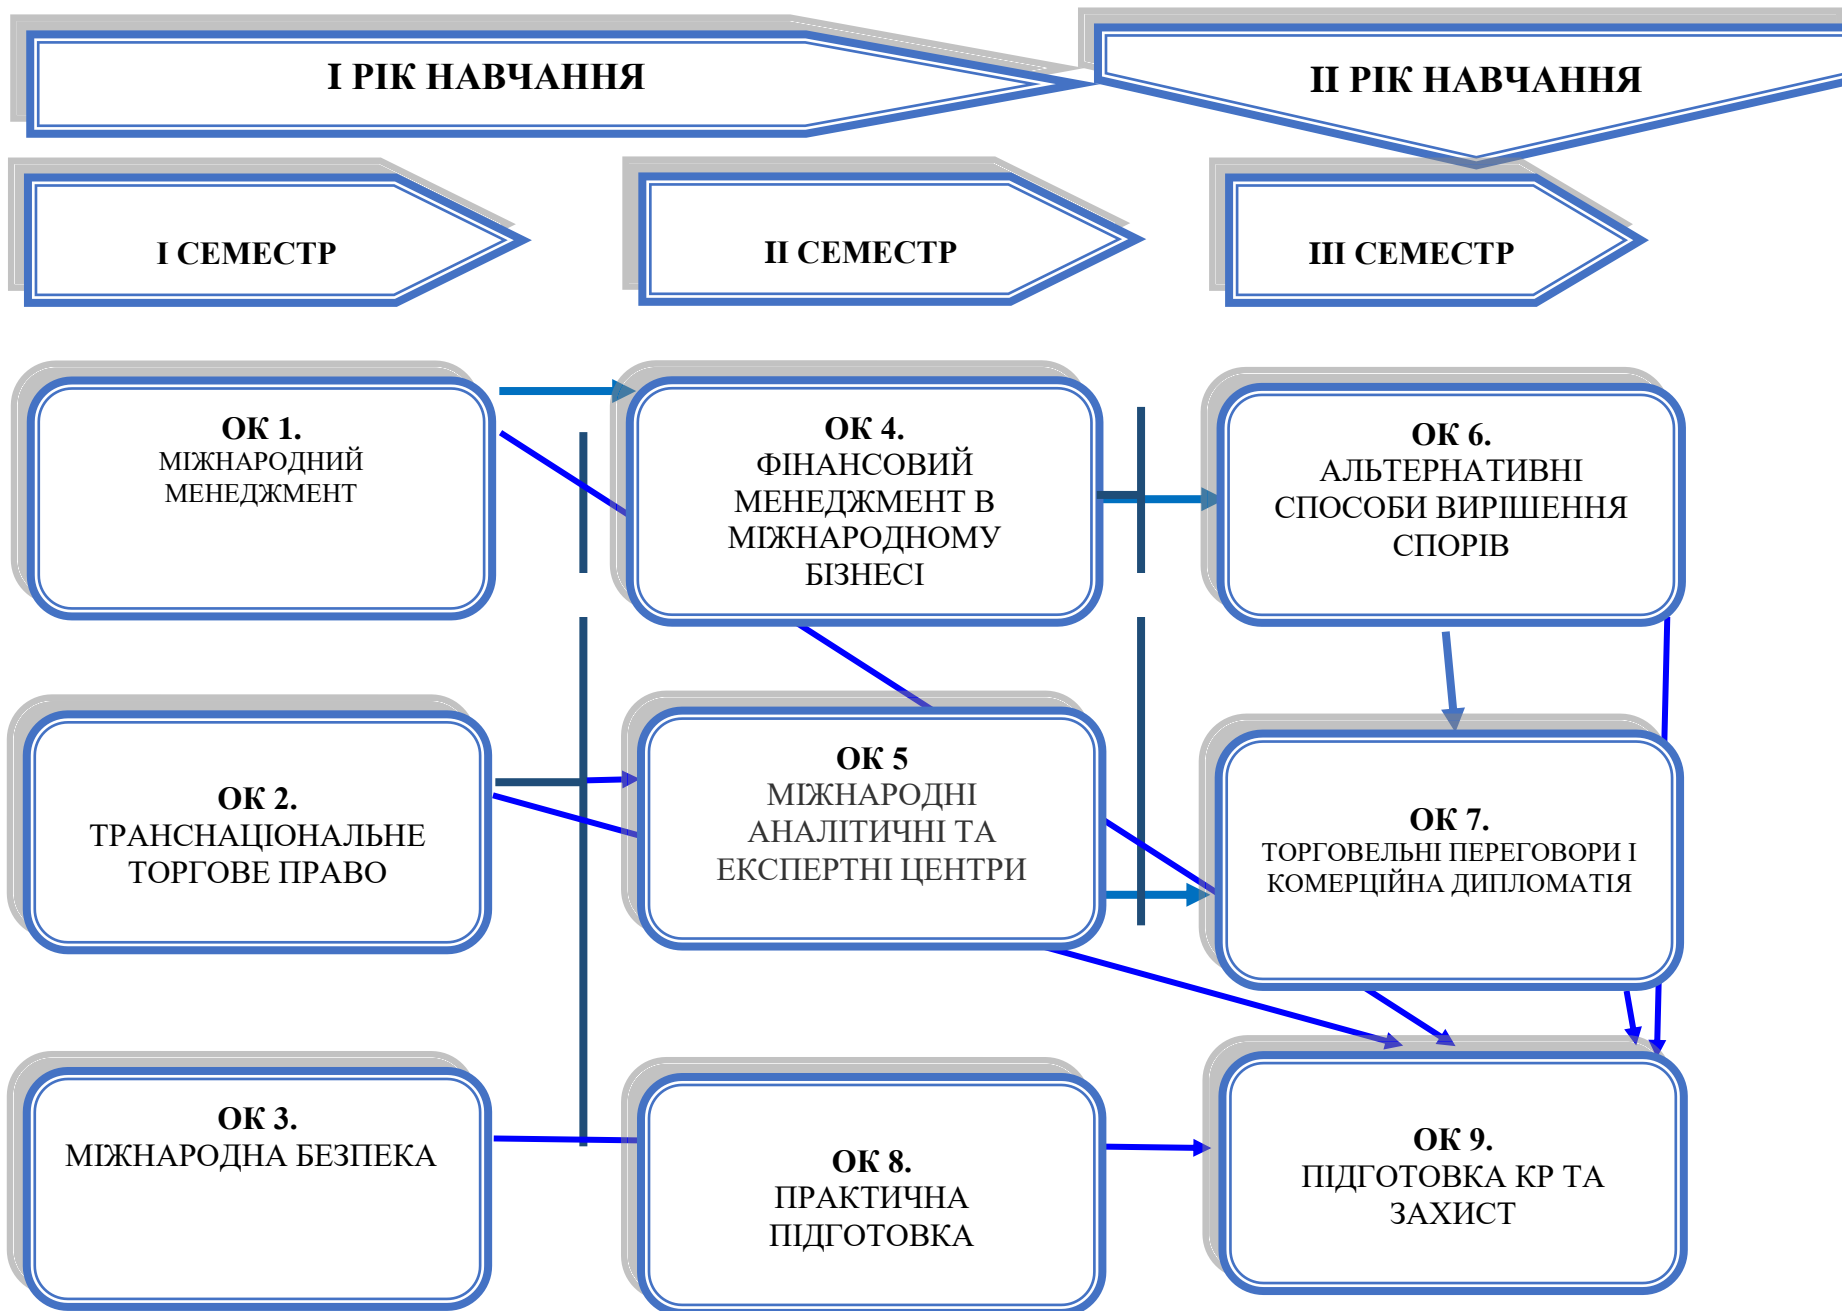 І РІК НАВЧАННЯ
ІІ РІК НАВЧАННЯ
І СЕМЕСТР
ІІ СЕМЕСТР
ІІІ СЕМЕСТР
ОК 1.
МІЖНАРОДНИЙ
МЕНЕДЖМЕНТ
ОК 4.
ФІНАНСОВИЙ
МЕНЕДЖМЕНТ В
МІЖНАРОДНОМУ
БІЗНЕСІ
ОК 6.
АЛЬТЕРНАТИВНІ
СПОСОБИ ВИРІШЕННЯ
СПОРІВ
ОК 2.
ТРАНСНАЦІОНАЛЬНЕ
ТОРГОВЕ ПРАВО
ОК 5
МІЖНАРОДНІ
АНАЛІТИЧНІ ТА
ЕКСПЕРТНІ ЦЕНТРИ
ОК 7.
ТОРГОВЕЛЬНІ ПЕРЕГОВОРИ І
КОМЕРЦІЙНА ДИПЛОМАТІЯ
ОК 3.
МІЖНАРОДНА БЕЗПЕКА
ОК 8.
ПРАКТИЧНА
ПІДГОТОВКА
ОК 9.
ПІДГОТОВКА КР ТА
ЗАХИСТ